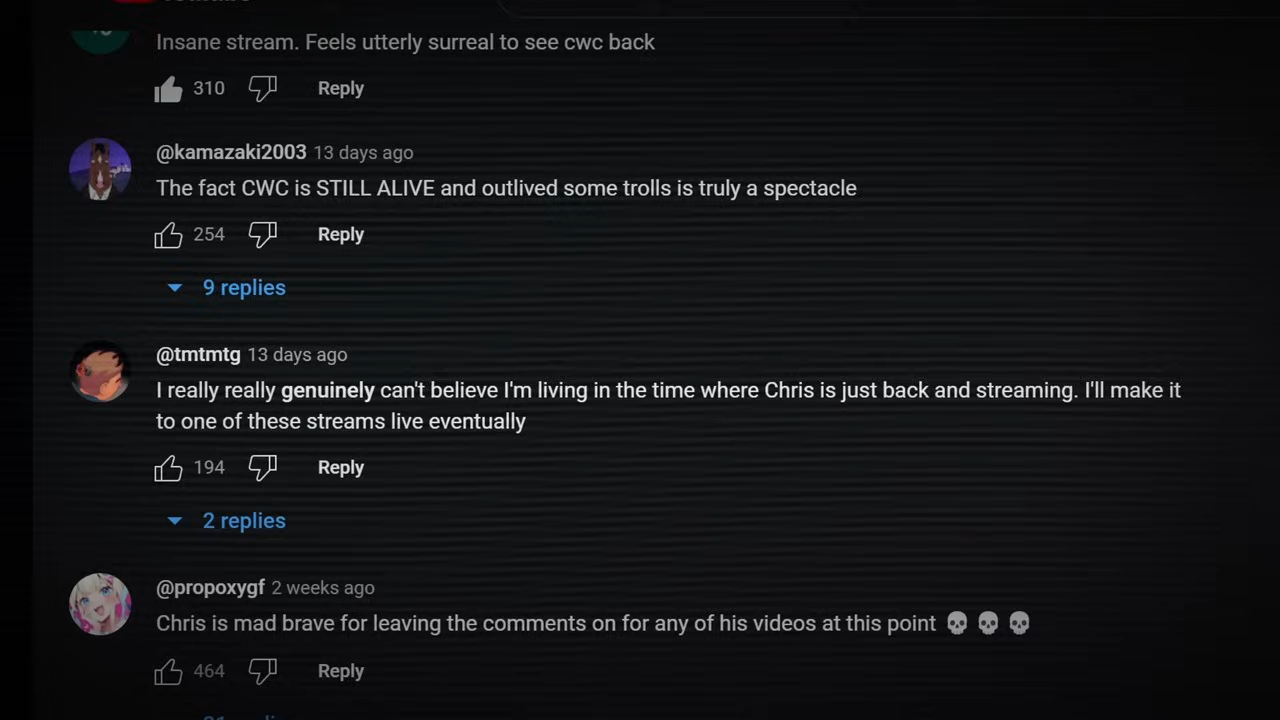 Insane stream. Feels utterly surreal to see cwc back
310 Reply
@kamazaki2003 13 days ago
The fact CWC is STILL ALIVE and outlived some trolls is truly a spectacle
254 Reply
9 replies
@tmtmtg 13 days ago
I really really genuinely can't believe I'm living in the time where Chris is just back and streaming. I'll make it
to one of these streams live eventually
194 Reply
2 replies
@propoxygf 2 weeks ago
Chris is mad brave for leaving the comments on for any of his videos at this point 💀 💀 💀
464 Reply